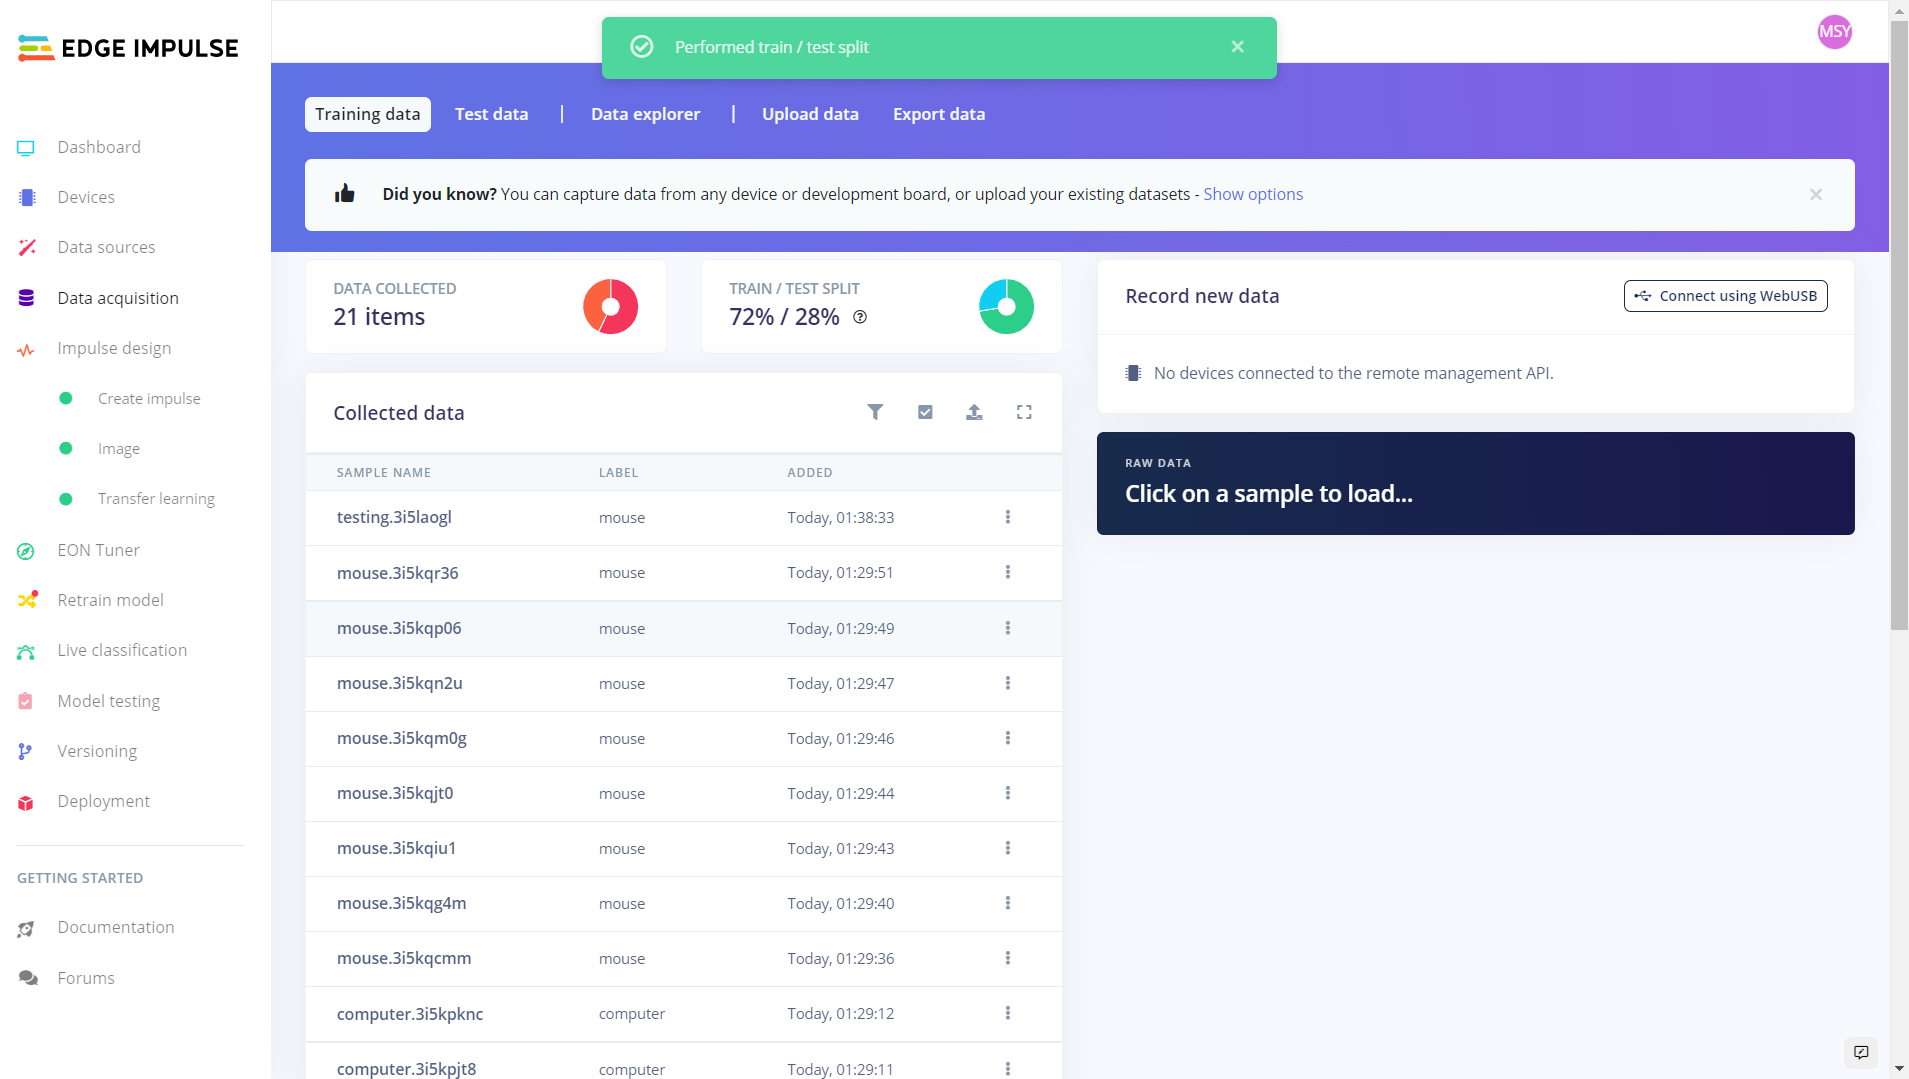 EDGE IMPULSE
Performed train / test split
MSY
Training data
Test data
|
Data explorer
|
Upload data
Export data
Did you know? You can capture data from any device or development board, or upload your existing datasets - Show options
Dashboard
Devices
Data sources
Data acquisition
Impulse design
Create impulse
Image
Transfer learning
EON Tuner
Retrain model
Live classification
Model testing
Versioning
Deployment
GETTING STARTED
Documentation
Forums
DATA COLLECTED
21 items
TRAIN / TEST SPLIT
72% / 28%
Collected data
SAMPLE NAME LABEL ADDED
testing.3i5laogl mouse Today, 01:38:33
mouse.3i5kqr36 mouse Today, 01:29:51
mouse.3i5kqp06 mouse Today, 01:29:49
mouse.3i5kqn2u mouse Today, 01:29:47
mouse.3i5kqm0g mouse Today, 01:29:46
mouse.3i5kqjt0 mouse Today, 01:29:44
mouse.3i5kqiu1 mouse Today, 01:29:43
mouse.3i5kqg4m mouse Today, 01:29:40
mouse.3i5kqcmm mouse Today, 01:29:36
computer.3i5kpknc computer Today, 01:29:12
computer.3i5kpjt8 computer Today, 01:29:11
Record new data
Connect using WebUSB
No devices connected to the remote management API.
RAW DATA
Click on a sample to load...